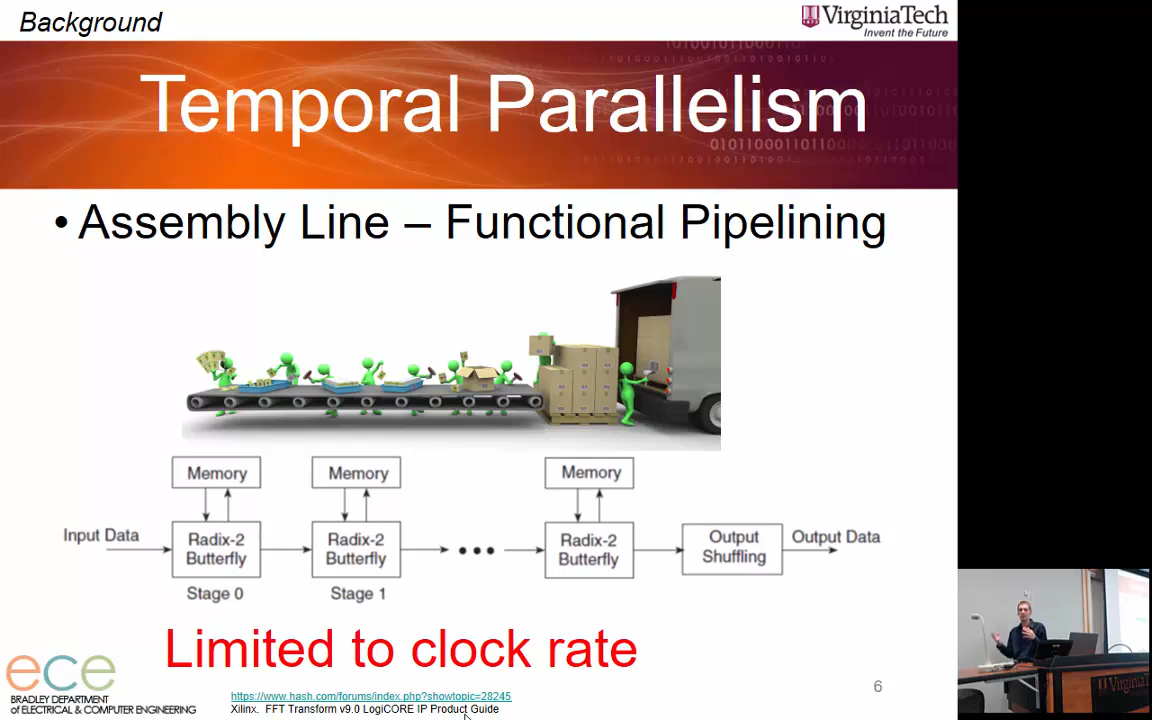 Background
VirginiaTech
Invent the Future
Temporal Parallelism
• Assembly Line – Functional Pipelining
Memory
Memory
Memory
Input Data
Radix-2
Butterfly
Radix-2
Butterfly
Radix-2
Butterfly
Output
Shuffling
Output Data
Stage 0
Stage 1
Limited to clock rate
ece
BRADLEY DEPARTMENT
of ELECTRICAL & COMPUTER ENGINEERING
https://www.hash.com/forums/index.php?showtopic=28245
Xilinx. FFT Transform v9.0 LogiCORE IP Product Guide
6
VirginiaTech